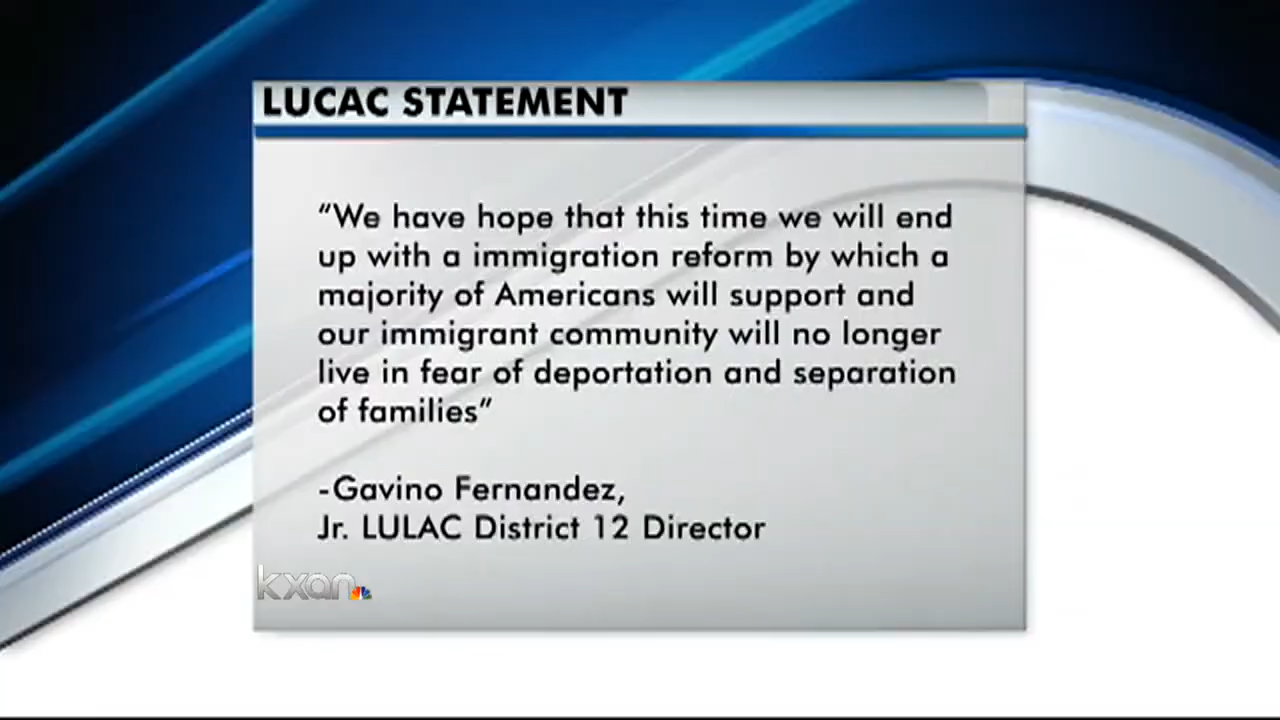 LUCAC STATEMENT
“We have hope that this time we will end
up with a immigration reform by which a
majority of Americans will support and
our immigrant community will no longer
live in fear of deportation and separation
of families”
-Gavino Fernandez,
Jr. LULAC District 12 Director
kxan